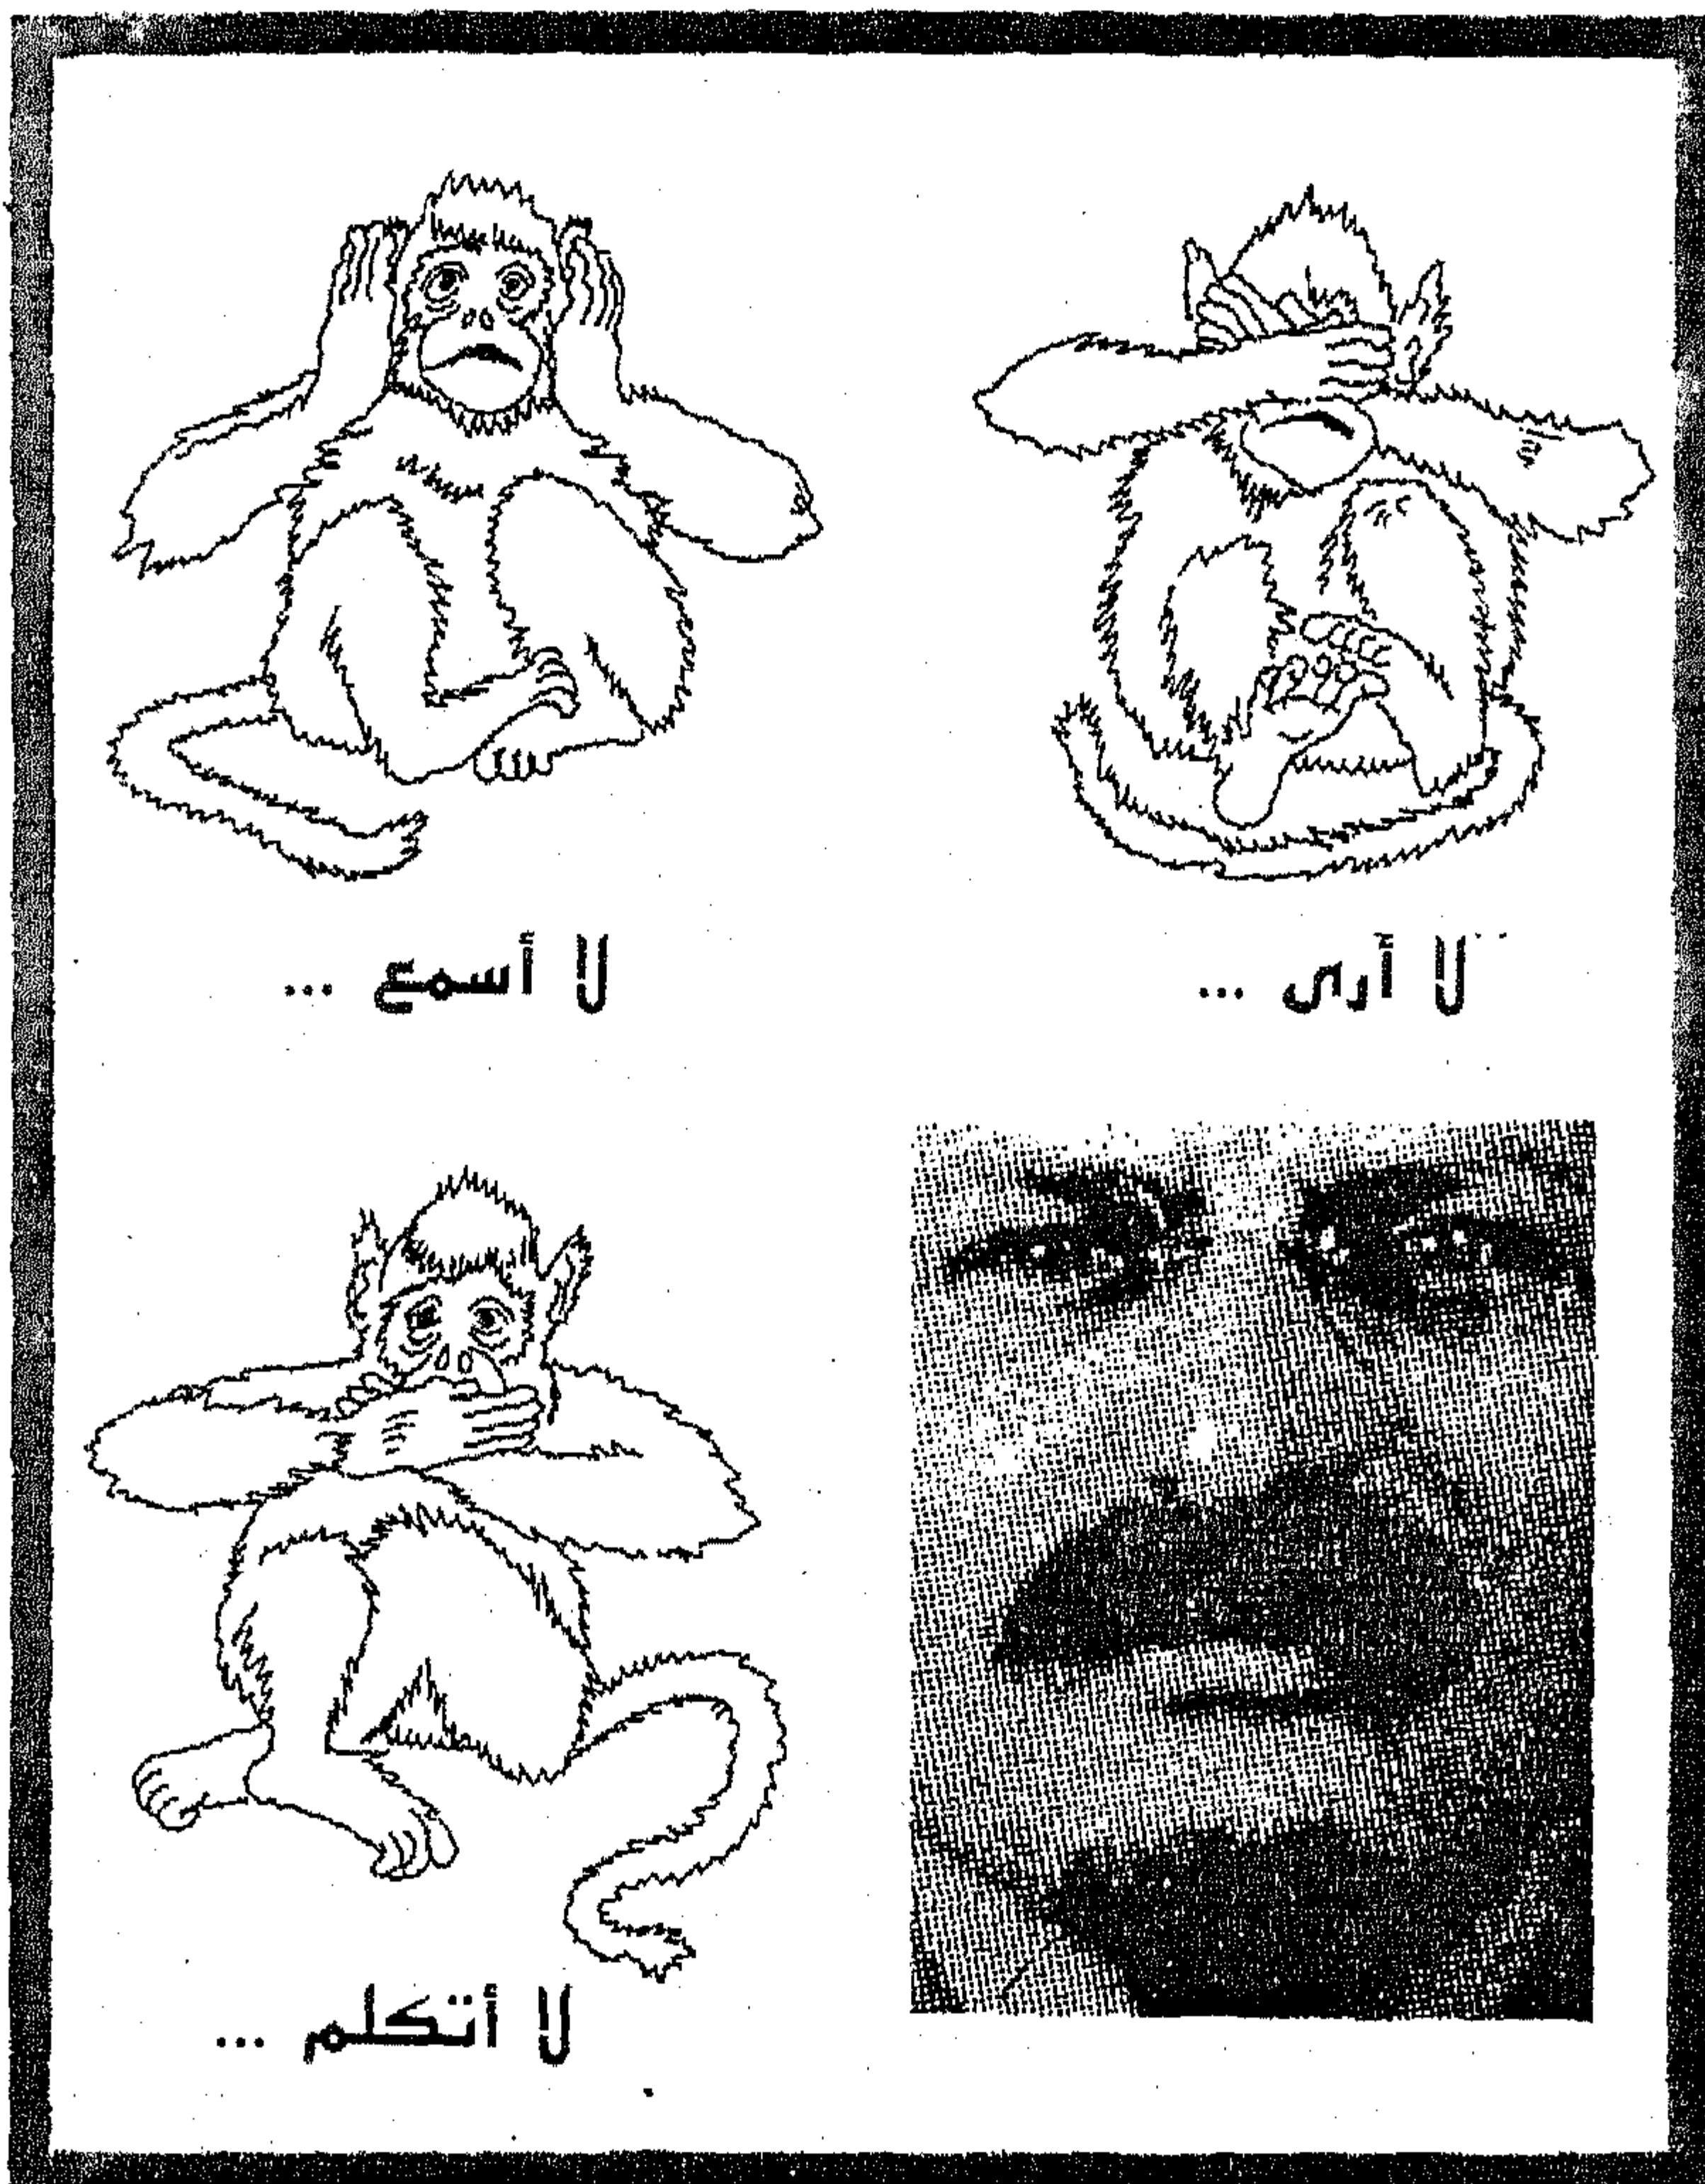 لا أرى ...
لا أسمع ...
لا أتكلم ...